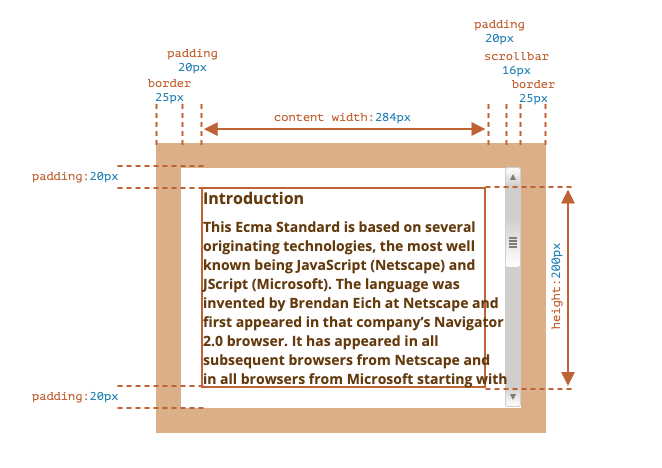 padding
20px
scrollbar
16px
padding
20px
border
25px
border
25px
content width:284px
padding:20px
Introduction
This Ecma Standard is based on several
originating technologies, the most well
known being JavaScript (Netscape) and
JScript (Microsoft). The language was
invented by Brendan Eich at Netscape and
first appeared in that company’s Navigator
2.0 browser. It has appeared in all
subsequent browsers from Netscape and
in all browsers from Microsoft starting with
height:200px
padding:20px